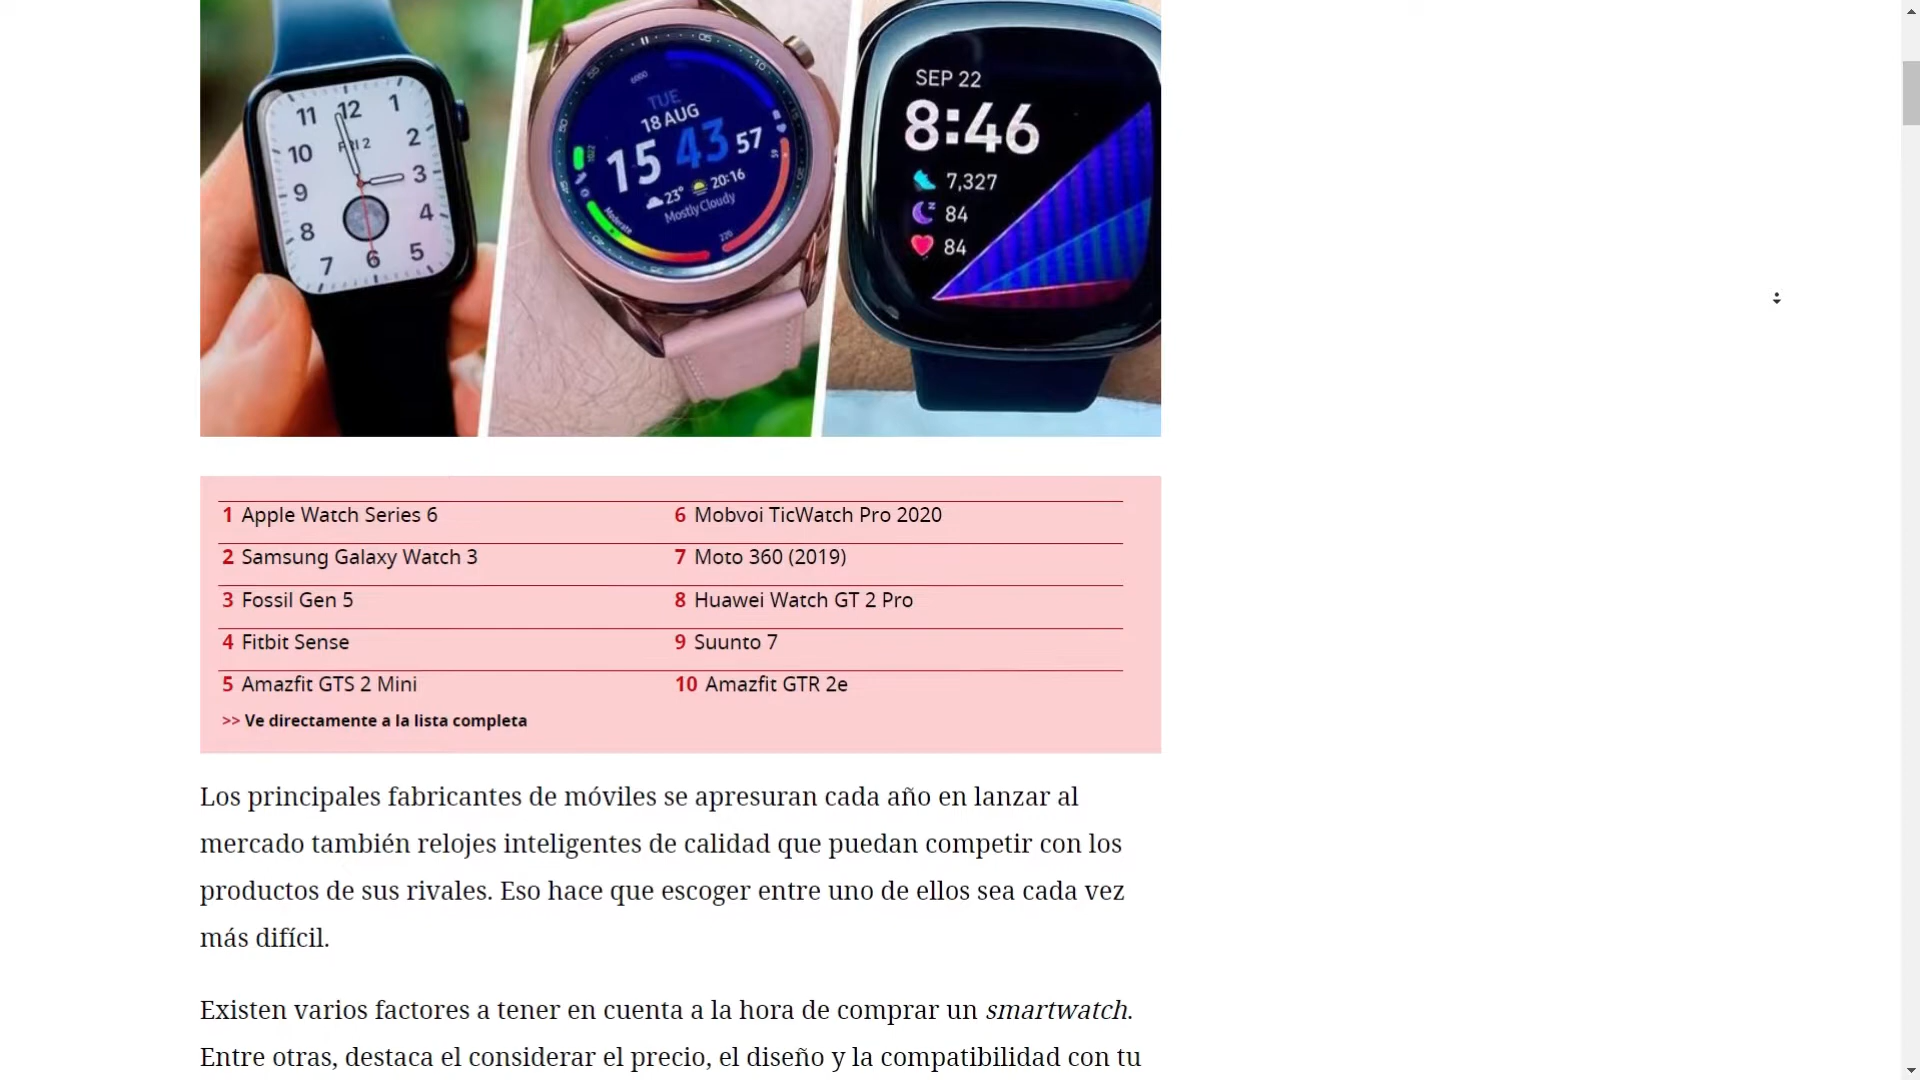 11 12 1
10 FRI 2 2
9 3
8 4
7 6 5
TUE
18 AUG
15 43 57
23° 20:16
Mostly Cloudy
Moderate
SEP 22
8:46
7,327
84
84
1 Apple Watch Series 6
2 Samsung Galaxy Watch 3
3 Fossil Gen 5
4 Fitbit Sense
5 Amazfit GTS 2 Mini
6 Mobvoi TicWatch Pro 2020
7 Moto 360 (2019)
8 Huawei Watch GT 2 Pro
9 Suunto 7
10 Amazfit GTR 2e
>> Ve directamente a la lista completa
Los principales fabricantes de móviles se apresuran cada año en lanzar al
mercado también relojes inteligentes de calidad que puedan competir con los
productos de sus rivales. Eso hace que escoger entre uno de ellos sea cada vez
más difícil.
Existen varios factores a tener en cuenta a la hora de comprar un smartwatch.
Entre otras, destaca el considerar el precio, el diseño y la compatibilidad con tu